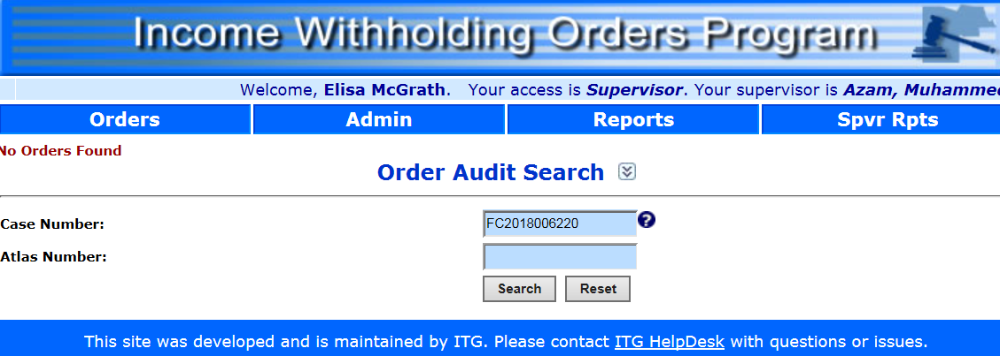 Income Withholding Orders Program
Welcome, Elisa McGrath. Your access is Supervisor. Your supervisor is Azam, Muhammed
Orders Admin Reports Spvr Rpts
No Orders Found
Order Audit Search
Case Number: FC2018006220 ?
Atlas Number:
Search Reset
This site was developed and is maintained by ITG. Please contact ITG HelpDesk with questions or issues.